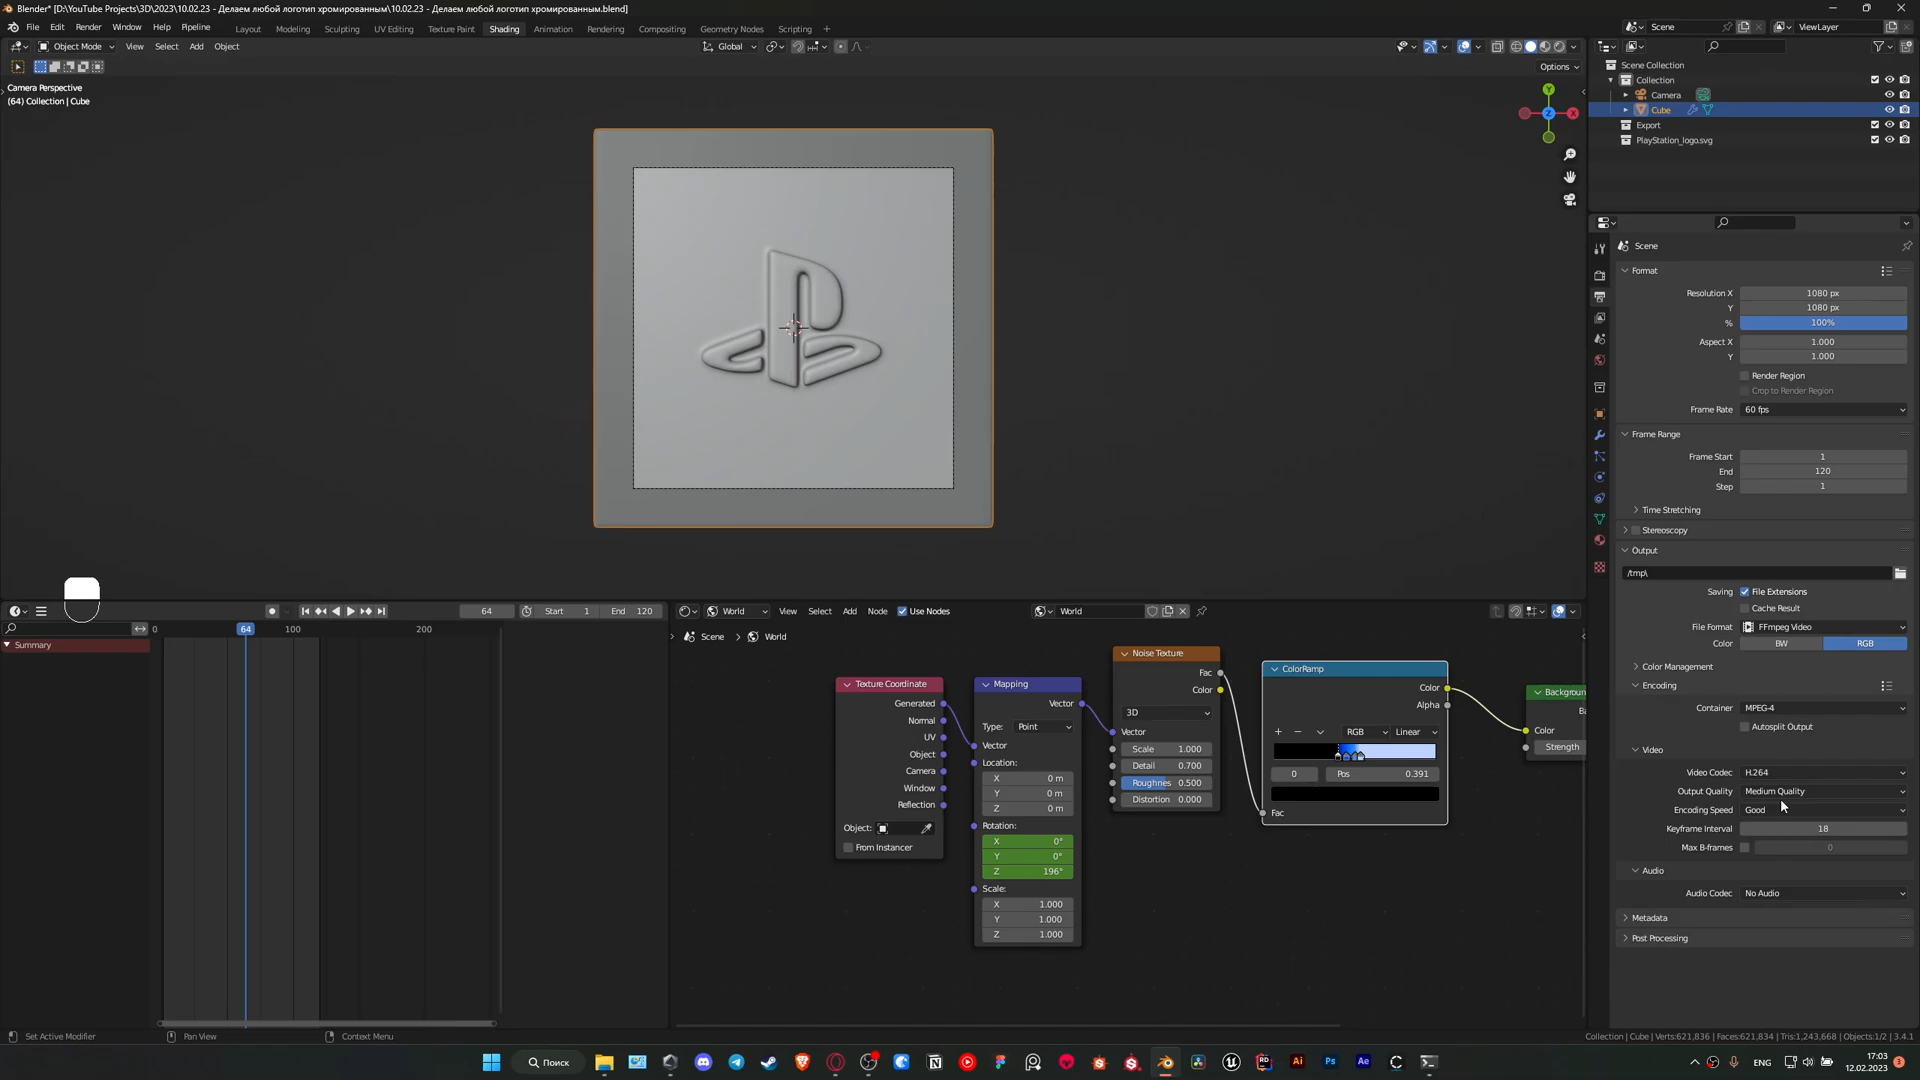 Blender* [D:\YouTube Projects\3D\2023\10.02.23 - Делаем любой логотип хромированным\10.02.23 - Делаем любой логотип хромированным.blend]
File Edit Render Window Help Pipeline Layout Modeling Sculpting UV Editing Texture Paint Shading Animation Rendering Compositing Geometry Nodes Scripting + Scene ViewLayer
Object Mode View Select Add Object Global
Options
Camera Perspective
(64) Collection | Cube
Y
X
Z
Scene Collection
Collection
Camera
Cube
Export
PlayStation_logo.svg
Scene
Format
Resolution X 1080 px
Y 1080 px
% 100%
Aspect X 1.000
Y 1.000
Render Region
Crop to Render Region
Frame Rate 60 fps
Frame Range
Frame Start 1
End 120
Step 1
Time Stretching
Stereoscopy
Output
/tmp\
Saving File Extensions
Cache Result
File Format FFmpeg Video
Color BW RGB
Color Management
Encoding
Container MPEG-4
Autosplit Output
Video
Video Codec H.264
Output Quality Medium Quality
Encoding Speed Good
Keyframe Interval 18
Max B-frames 0
Audio
Audio Codec No Audio
Metadata
Post Processing
64 Start 1 End 120
0 64 100 200
Summary
World View Select Add Node Use Nodes World
Scene > World
Texture Coordinate
Generated
Normal
UV
Object
Camera
Window
Reflection
Object:
From Instancer
Mapping
Vector
Type: Point
Vector
Location:
X 0 m
Y 0 m
Z 0 m
Rotation:
X 0°
Y 0°
Z 196°
Scale:
X 1.000
Y 1.000
Z 1.000
Noise Texture
Fac
Color
3D
Vector
Scale 1.000
Detail 0.700
Roughnes 0.500
Distortion 0.000
ColorRamp
Color
Alpha
+ − RGB Linear
0 Pos 0.391
Fac
Backgroun
Ba
Color
Strength
Set Active Modifier Pan View Context Menu Collection | Cube | Verts:621,836 | Faces:621,834 | Tris:1,243,668 | Objects:1/2 | 3.4.1
Поиск ENG 17:03
12.02.2023